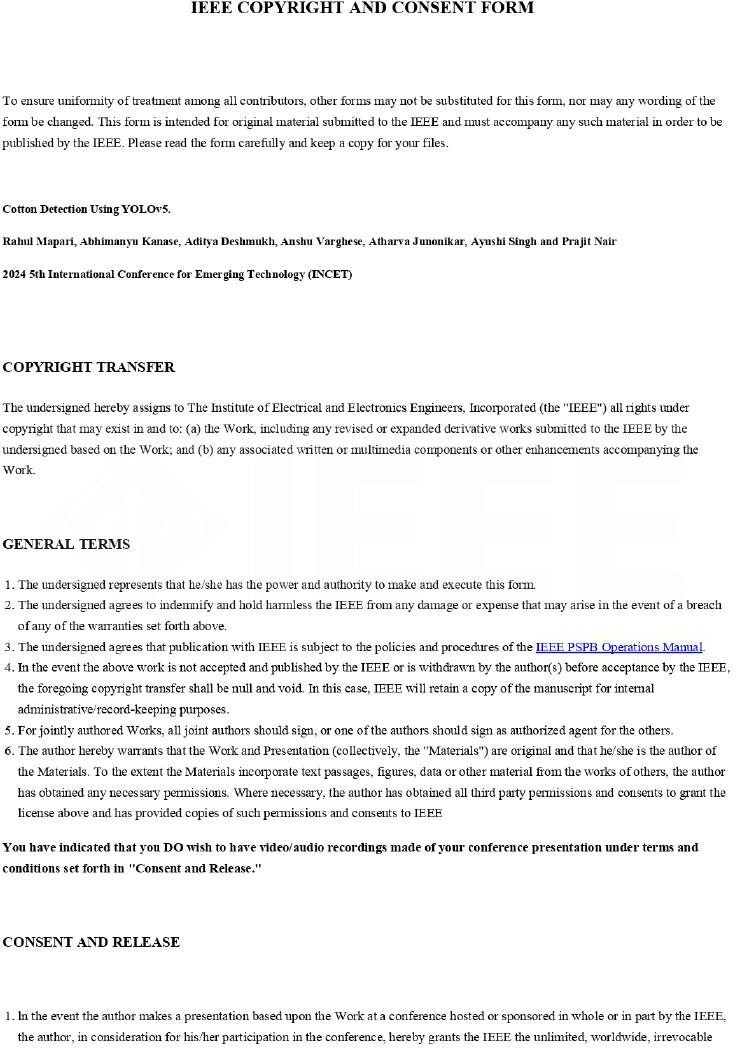 IEEE COPYRIGHT AND CONSENT FORM
To ensure uniformity of treatment among all contributors, other forms may not be substituted for this form, nor may any wording of the
form be changed. This form is intended for original material submitted to the IEEE and must accompany any such material in order to be
published by the IEEE. Please read the form carefully and keep a copy for your files.
Cotton Detection Using YOLOv5.
Rahul Mapari, Abhimanyu Kanase, Aditya Deshmukh, Anshu Varghese, Atharva Junonikar, Ayushi Singh and Prajit Nair
2024 5th International Conference for Emerging Technology (INCET)
COPYRIGHT TRANSFER
The undersigned hereby assigns to The Institute of Electrical and Electronics Engineers, Incorporated (the "IEEE") all rights under
copyright that may exist in and to: (a) the Work, including any revised or expanded derivative works submitted to the IEEE by the
undersigned based on the Work; and (b) any associated written or multimedia components or other enhancements accompanying the
Work.
GENERAL TERMS
1. The undersigned represents that he/she has the power and authority to make and execute this form.
2. The undersigned agrees to indemnify and hold harmless the IEEE from any damage or expense that may arise in the event of a breach
of any of the warranties set forth above.
3. The undersigned agrees that publication with IEEE is subject to the policies and procedures of the IEEE PSPB Operations Manual.
4. In the event the above work is not accepted and published by the IEEE or is withdrawn by the author(s) before acceptance by the IEEE,
the foregoing copyright transfer shall be null and void. In this case, IEEE will retain a copy of the manuscript for internal
administrative/record-keeping purposes.
5. For jointly authored Works, all joint authors should sign, or one of the authors should sign as authorized agent for the others.
6. The author hereby warrants that the Work and Presentation (collectively, the "Materials") are original and that he/she is the author of
the Materials. To the extent the Materials incorporate text passages, figures, data or other material from the works of others, the author
has obtained any necessary permissions. Where necessary, the author has obtained all third party permissions and consents to grant the
license above and has provided copies of such permissions and consents to IEEE
You have indicated that you DO wish to have video/audio recordings made of your conference presentation under terms and
conditions set forth in "Consent and Release."
CONSENT AND RELEASE
1. In the event the author makes a presentation based upon the Work at a conference hosted or sponsored in whole or in part by the IEEE,
the author, in consideration for his/her participation in the conference, hereby grants the IEEE the unlimited, worldwide, irrevocable